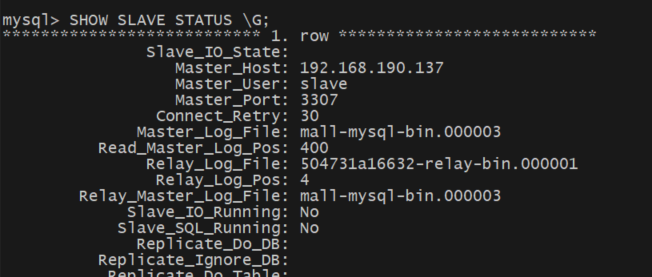 mysql> SHOW SLAVE STATUS \G;
*************************** 1. row ***************************
Slave_IO_State:
Master_Host: 192.168.190.137
Master_User: slave
Master_Port: 3307
Connect_Retry: 30
Master_Log_File: mall-mysql-bin.000003
Read_Master_Log_Pos: 400
Relay_Log_File: 504731a16632-relay-bin.000001
Relay_Log_Pos: 4
Relay_Master_Log_File: mall-mysql-bin.000003
Slave_IO_Running: No
Slave_SQL_Running: No
Replicate_Do_DB:
Replicate_Ignore_DB:
Replicate_Do_Table: